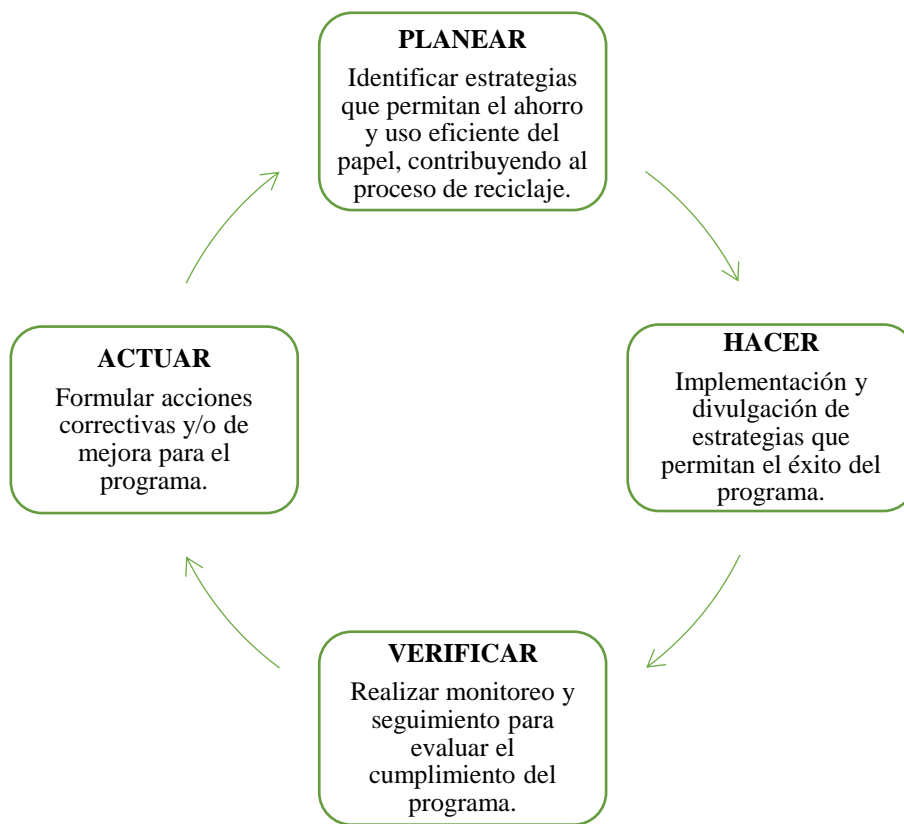 PLANEAR
Identificar estrategias
que permitan el ahorro
y uso eficiente del
papel, contribuyendo al
proceso de reciclaje.
HACER
Implementación y
divulgación de
estrategias que
permitan el éxito del
programa.
VERIFICAR
Realizar monitoreo y
seguimiento para
evaluar el
cumplimiento del
programa.
ACTUAR
Formular acciones
correctivas y/o de
mejora para el
programa.